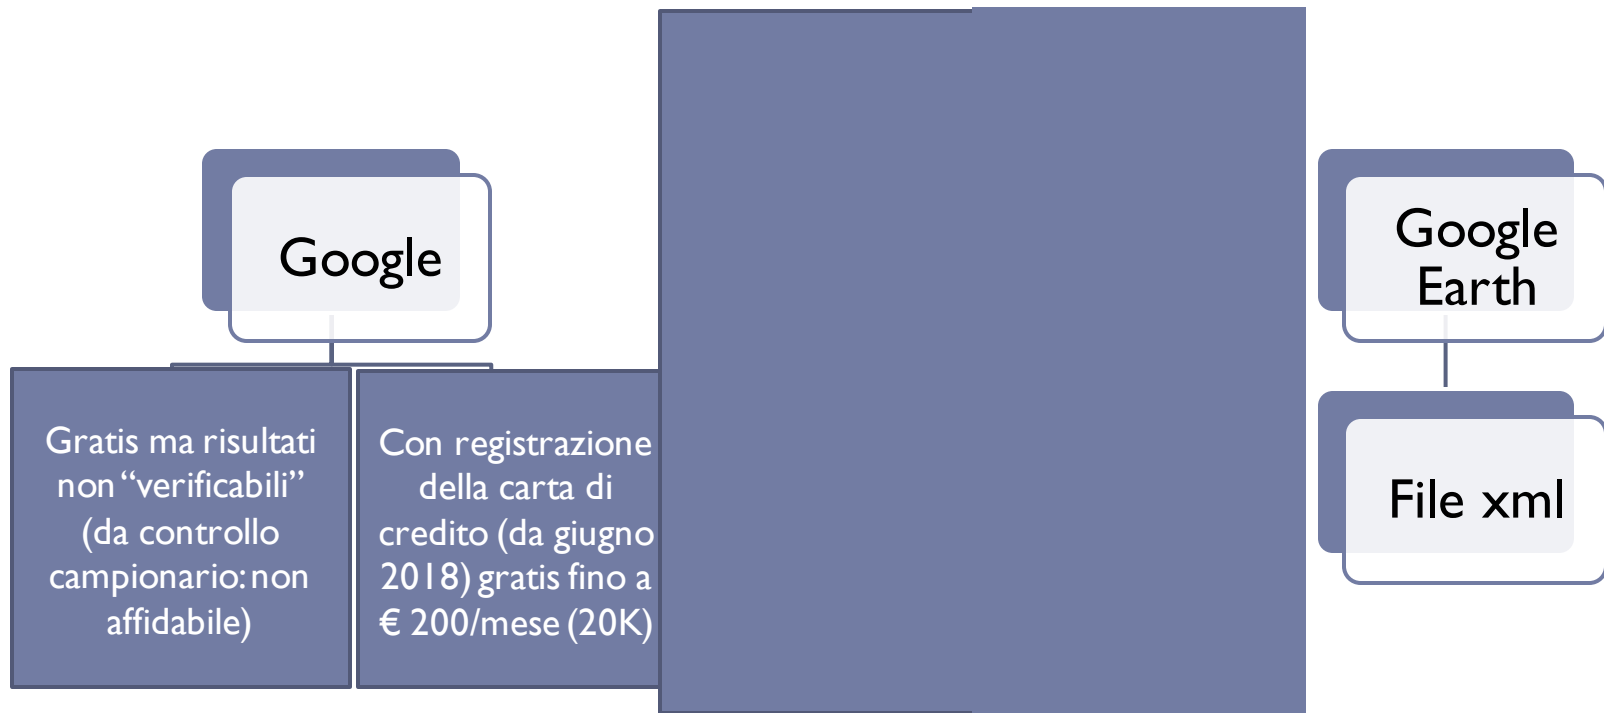 Google
Gratis ma risultati
non “verificabili”
(da controllo
campionario: non
affidabile)
Con registrazione
della carta di
credito (da giugno
2018) gratis fino a
€ 200/mese (20K)
Google
Earth
File xml